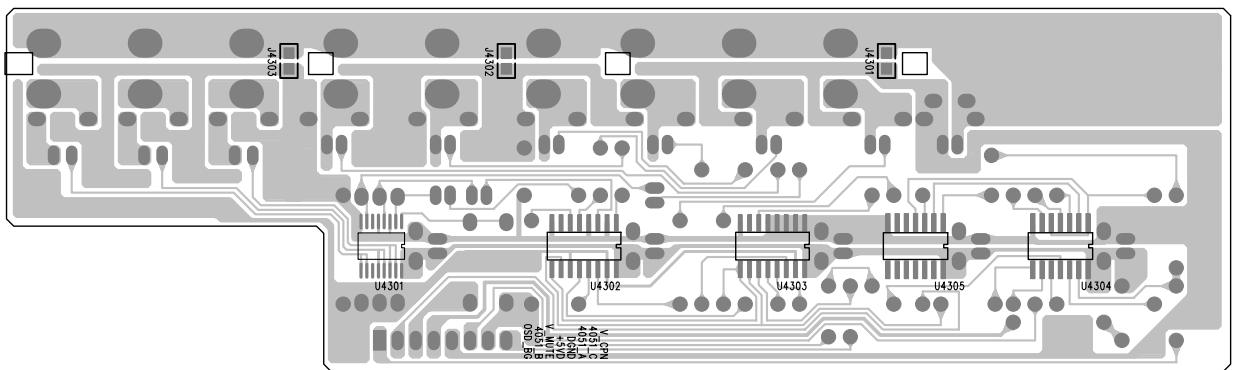 J4303
J4302
J4301
U4301
U4302
U4303
U4305
U4304
V_CPN
4051_C
4051_A
DGND
+5VD
V_MUTE
4051_B
OSD_BG